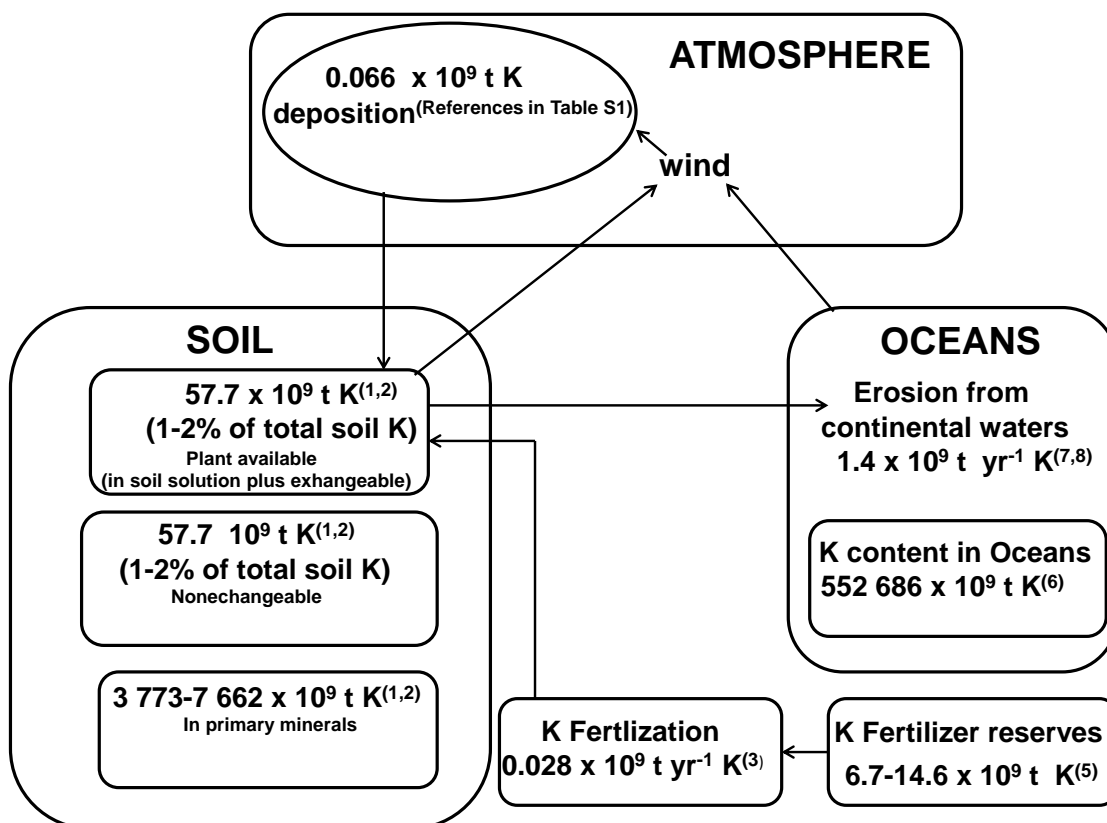 ATMOSPHERE
0.066 x 10⁹ t K
deposition(References in Table S1)
wind
SOIL
57.7 x 10⁹ t K(1,2)
(1-2% of total soil K)
Plant available
(in soil solution plus exhangeable)
57.7 10⁹ t K(1,2)
(1-2% of total soil K)
Nonechangeable
3 773-7 662 x 10⁹ t K(1,2)
In primary minerals
OCEANS
Erosion from
continental waters
1.4 x 10⁹ t yr⁻¹ K(7,8)
K content in Oceans
552 686 x 10⁹ t K(6)
K Fertlization
0.028 x 10⁹ t yr⁻¹ K(3)
K Fertilizer reserves
6.7-14.6 x 10⁹ t K(5)